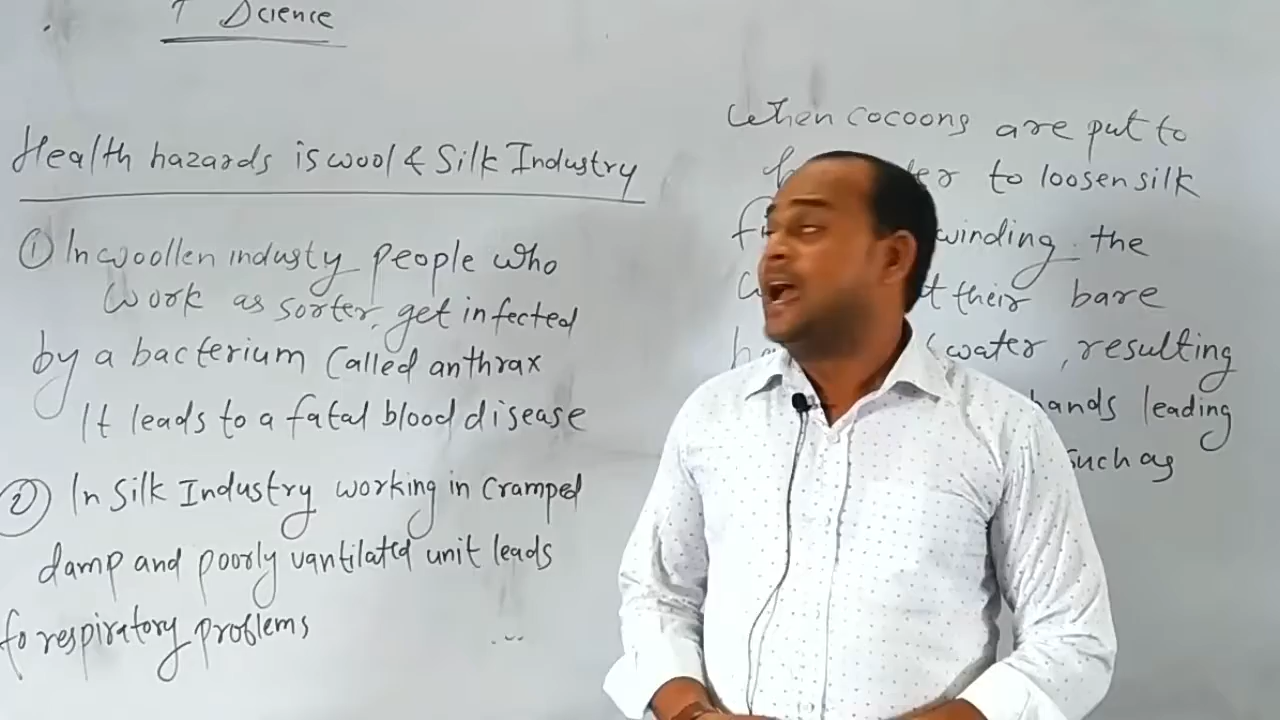 Science
Health hazards is wool & Silk Industry
① In woollen industy people who
work as sorter, get infected
by a bacterium called anthrax
It leads to a fatal blood disease
② In Silk Industry working in cramped
damp and poorly vantilated unit leads
to respiratory problems
When cocoons are put to
to loosen silk
winding the
their bare
water, resulting
hands leading
such as